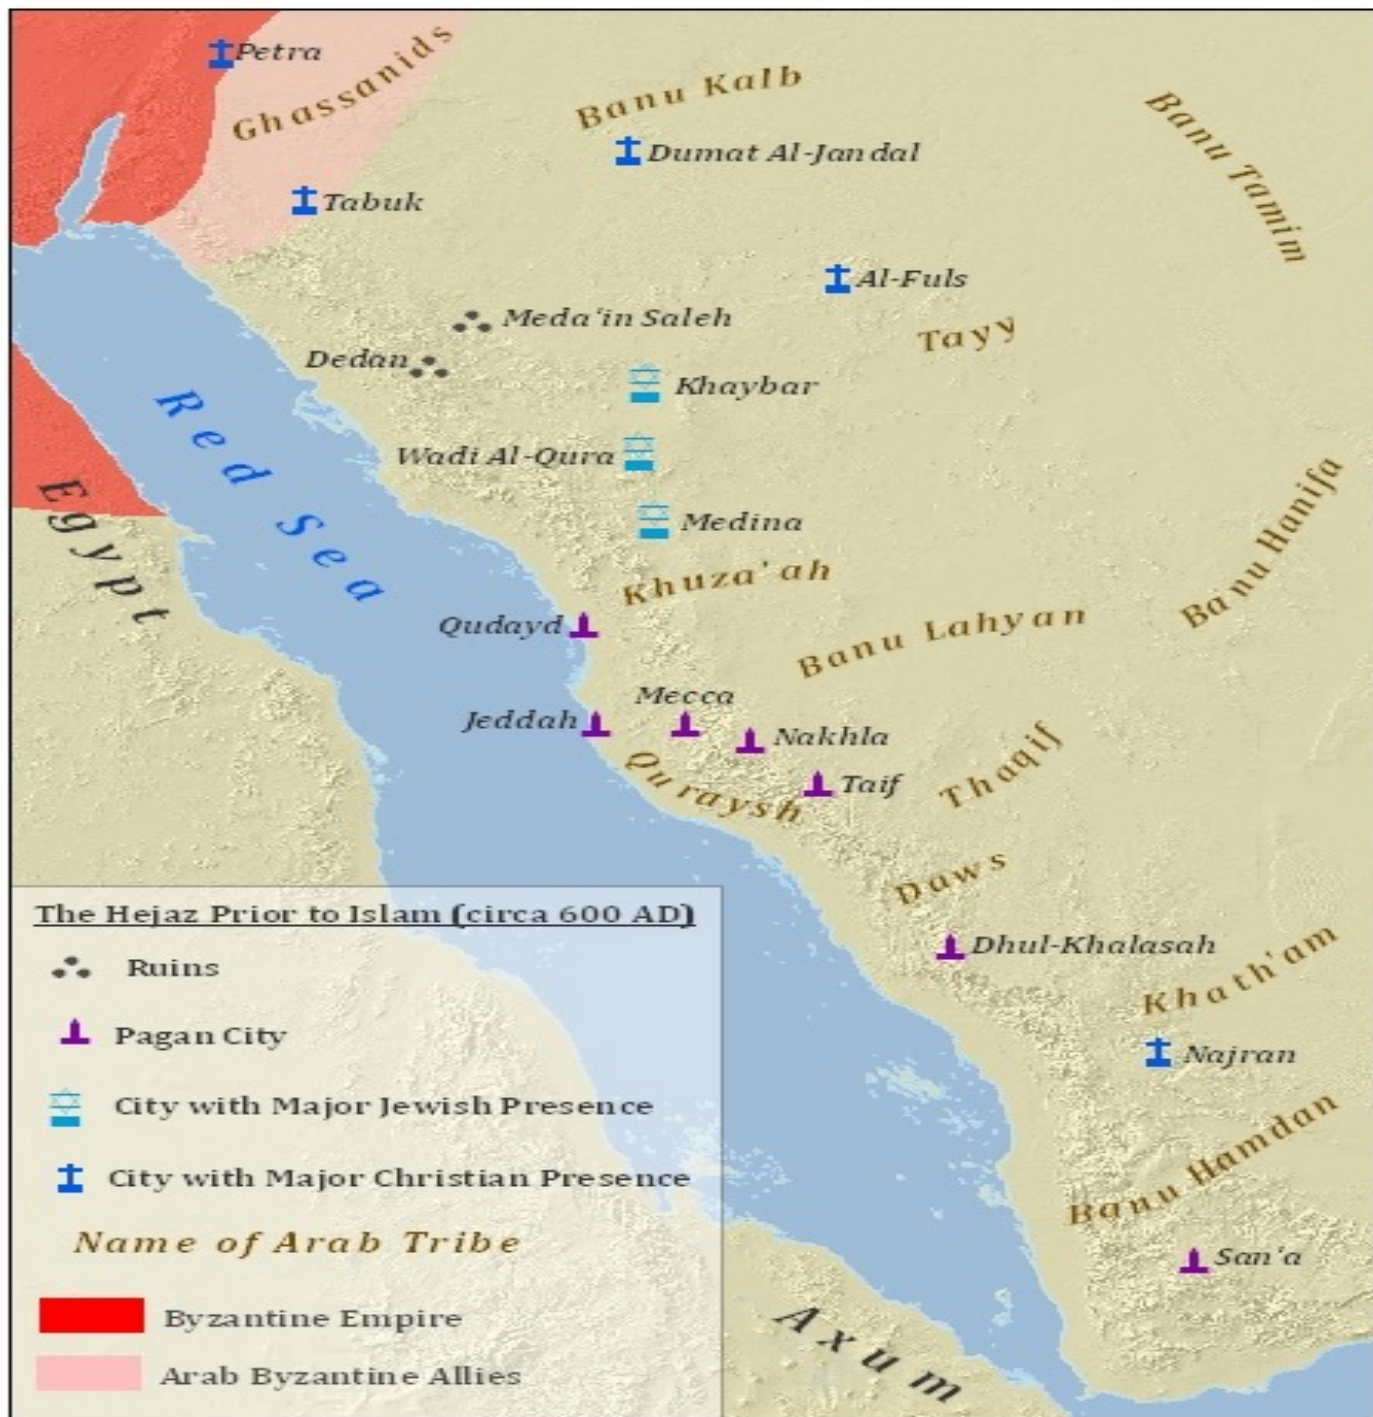 Petra
Ghassanids
Banu Kalb
Banu Tamim
Dumat Al-Jandal
Tabuk
Al-Fuls
Meda'in Saleh
Tayy
Dedan
Khaybar
Red Sea
Wadi Al-Qura
Egypt
Medina
Banu Hanifa
Khuza'ah
Qudayd
Banu Lahyan
Mecca
Jeddah
Nakhla
Thaqif
Taif
Quraysh
Daws
The Hejaz Prior to Islam (circa 600 AD)
Dhul-Khalasah
Ruins
Khath'am
Pagan City
Najran
City with Major Jewish Presence
Banu Hamdan
City with Major Christian Presence
Name of Arab Tribe
San'a
Byzantine Empire
Axum
Arab Byzantine Allies